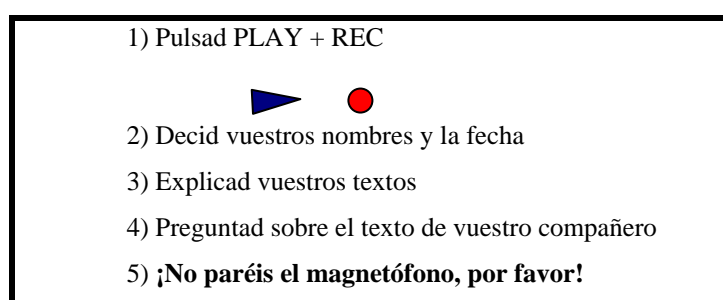 1) Pulsad PLAY + REC
2) Decid vuestros nombres y la fecha
3) Explicad vuestros textos
4) Preguntad sobre el texto de vuestro compañero
5) ¡No paréis el magnetófono, por favor!